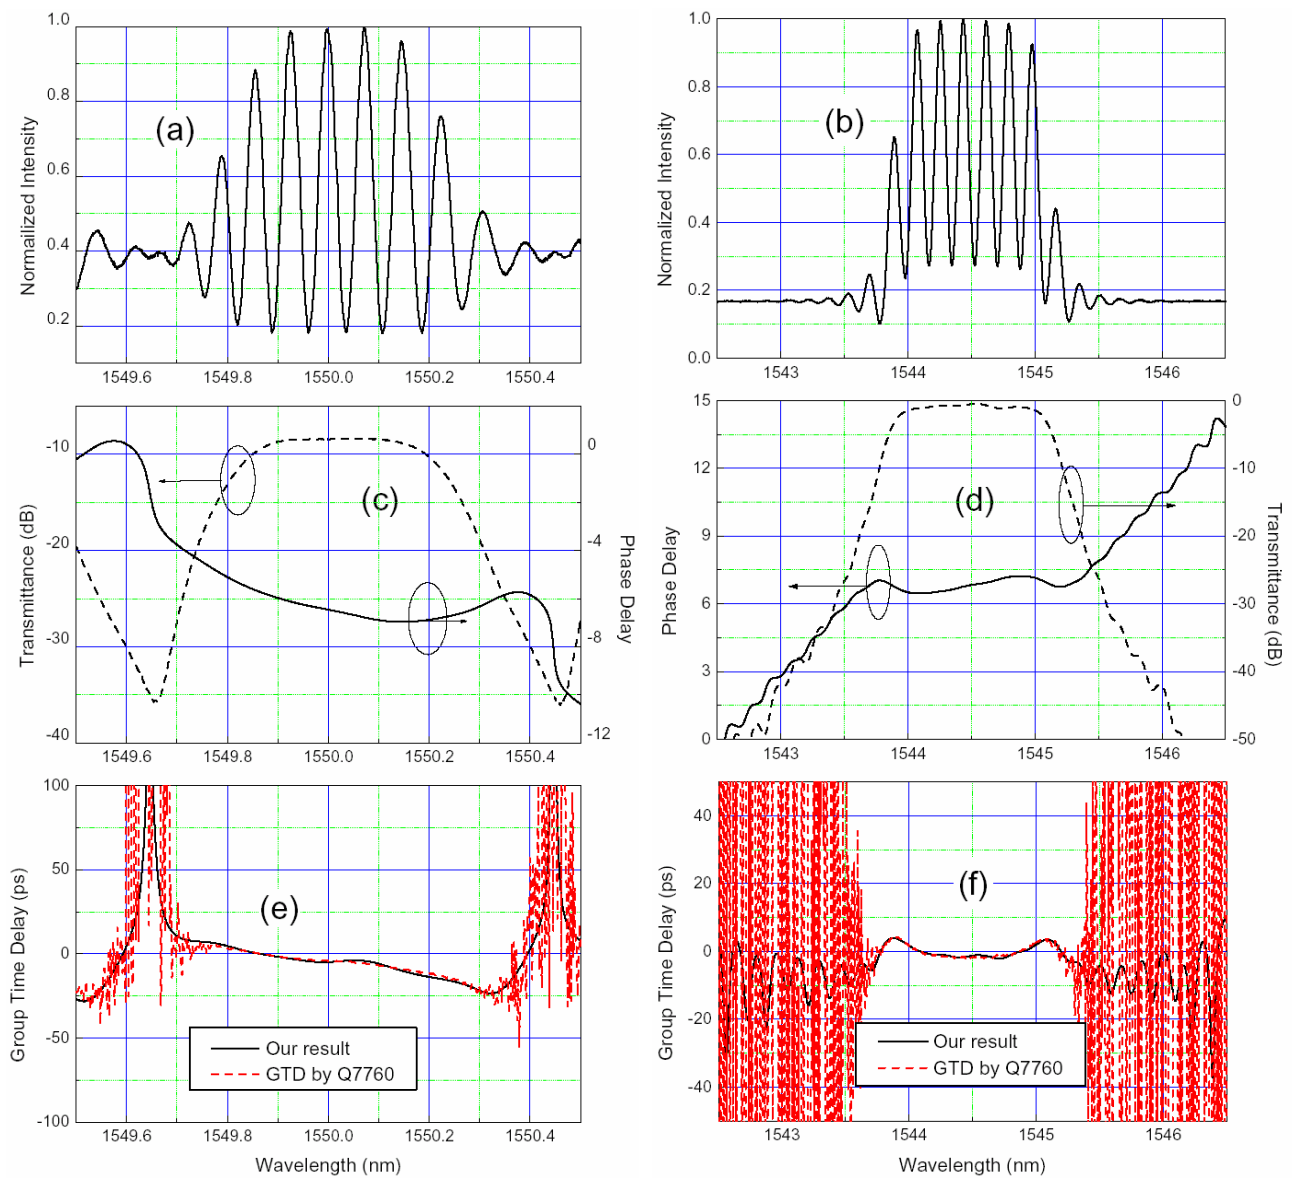 1.0
0.8
0.6
0.4
0.2
Normailized Intensity
(a)
1549.6 1549.8 1550.0 1550.2 1550.4
1.0
0.8
0.6
0.4
0.2
0.0
Normalized Intensity
(b)
1543 1544 1545 1546
-10
-20
-30
-40
Transmittance (dB)
(c)
0
-4
-8
-12
Phase Delay
1549.6 1549.8 1550.0 1550.2 1550.4
15
12
9
6
3
0
Phase Delay
(d)
0
-10
-20
-30
-40
-50
Transmittance (dB)
1543 1544 1545 1546
100
50
0
-50
-100
Group Time Delay (ps)
(e)
Our result
GTD by Q7760
1549.6 1549.8 1550.0 1550.2 1550.4
Wavelength (nm)
40
20
0
-20
-40
Group Time Delay (ps)
(f)
Our result
GTD by Q7760
1543 1544 1545 1546
Wavelength (nm)